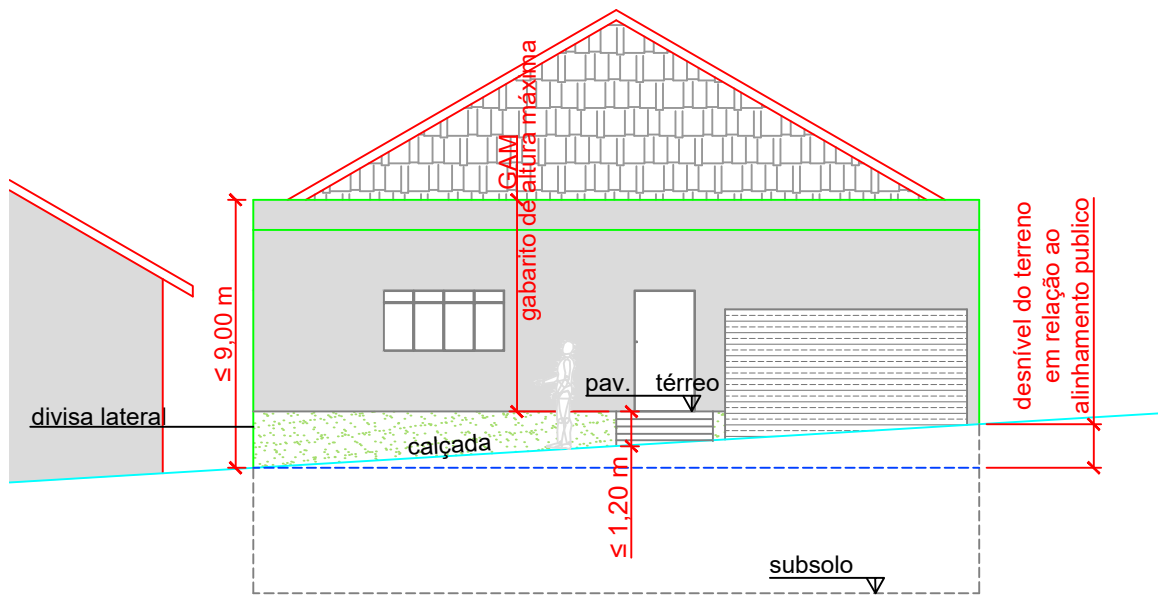 GAM
gabarito de altura máxima
≤ 9,00 m
desnível do terreno
em relação ao
alinhamento publico
pav. térreo
divisa lateral
calçada
≤ 1,20 m
subsolo